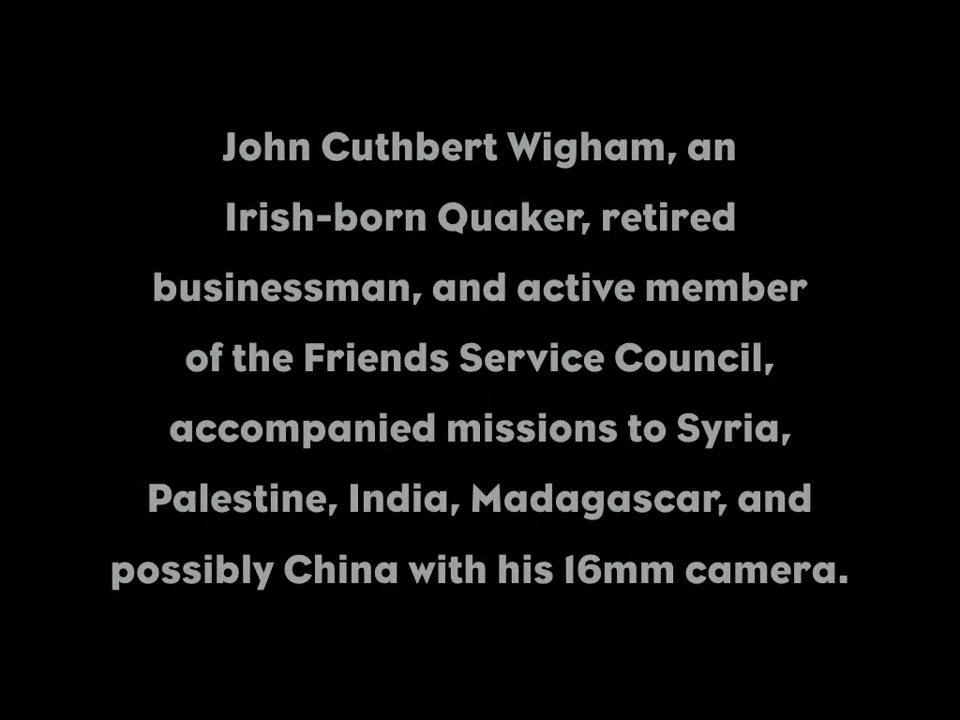 John Cuthbert Wigham, an
Irish-born Quaker, retired
businessman, and active member
of the Friends Service Council,
accompanied missions to Syria,
Palestine, India, Madagascar, and
possibly China with his 16mm camera.